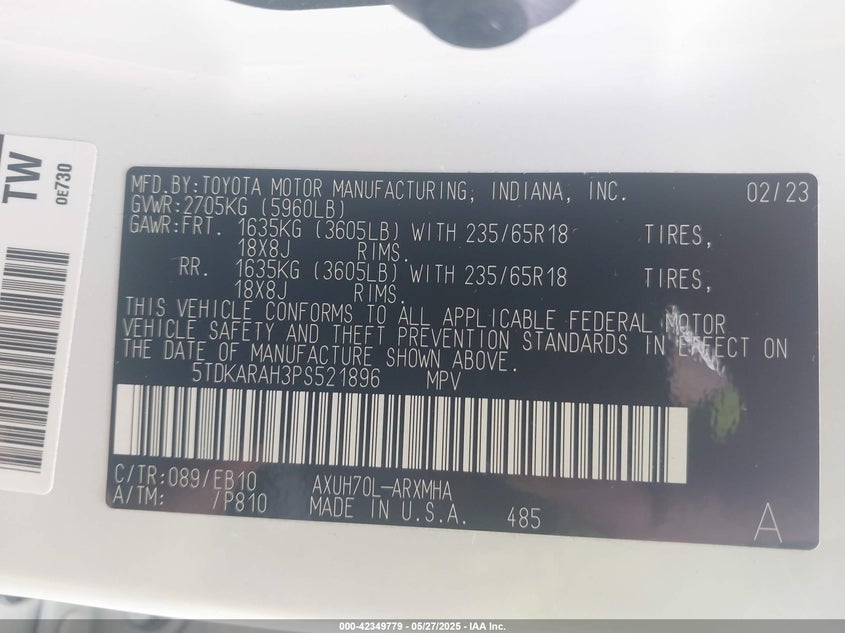 TW
0E730
MFD.BY:TOYOTA MOTOR MANUFACTURING, INDIANA, INC. 02/23
GVWR:2705KG (5960LB)
GAWR:FRT. 1635KG (3605LB) WITH 235/65R18 TIRES,
18X8J RIMS.
RR. 1635KG (3605LB) WITH 235/65R18 TIRES,
18X8J RIMS.
THIS VEHICLE CONFORMS TO ALL APPLICABLE FEDERAL MOTOR
VEHICLE SAFETY AND THEFT PREVENTION STANDARDS IN EFFECT ON
THE DATE OF MANUFACTURE SHOWN ABOVE.
5TDKARAH3PS521896 MPV
C/TR:089/EB10 AXUH70L-ARXMHA
A/TM: /P810 MADE IN U.S.A. 485 A
000-42349779 — 05/27/2025 — IAA Inc.